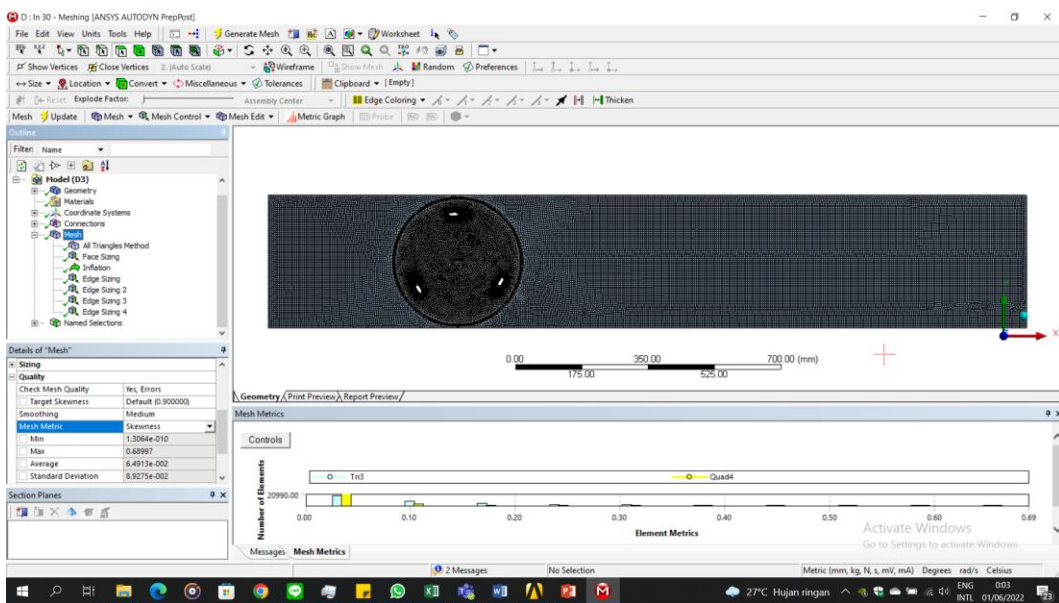 D : In 30 - Meshing [ANSYS AUTODYN PrepPost]
File Edit View Units Tools Help Generate Mesh Worksheet
Show Vertices Close Vertices 2. (Auto Scale) Wireframe Show Mesh Random Preferences
Size Location Convert Miscellaneous Tolerances Clipboard [Empty]
Reset Explode Factor: Assembly Center Edge Coloring Thicken
Mesh Update Mesh Mesh Control Mesh Edit Metric Graph Probe
Outline
Filter: Name
Model (D3)
Geometry
Materials
Coordinate Systems
Connections
Mesh
All Triangles Method
Face Sizing
Inflation
Edge Sizing
Edge Sizing 2
Edge Sizing 3
Edge Sizing 4
Named Selections
Details of "Mesh"
Sizing
Quality
Check Mesh Quality Yes, Errors
Target Skewness Default (0.900000)
Smoothing Medium
Mesh Metric Skewness
Min 1.3064e-010
Max 0.68997
Average 6.4913e-002
Standard Deviation 8.9275e-002
Section Planes
X
0.00 350.00 700.00 (mm)
175.00 525.00
Geometry Print Preview Report Preview
Mesh Metrics
Controls
Tri3 Quad4
Number of Elements
20990.00
0.00 0.10 0.20 0.30 0.40 0.50 0.60 0.69
Element Metrics
Activate Windows
Go to Settings to activate Windows.
Messages Mesh Metrics
2 Messages No Selection Metric (mm, kg, N, s, mV, mA) Degrees rad/s Celsius
27°C Hujan ringan ENG INTL 0:03 01/06/2022 23